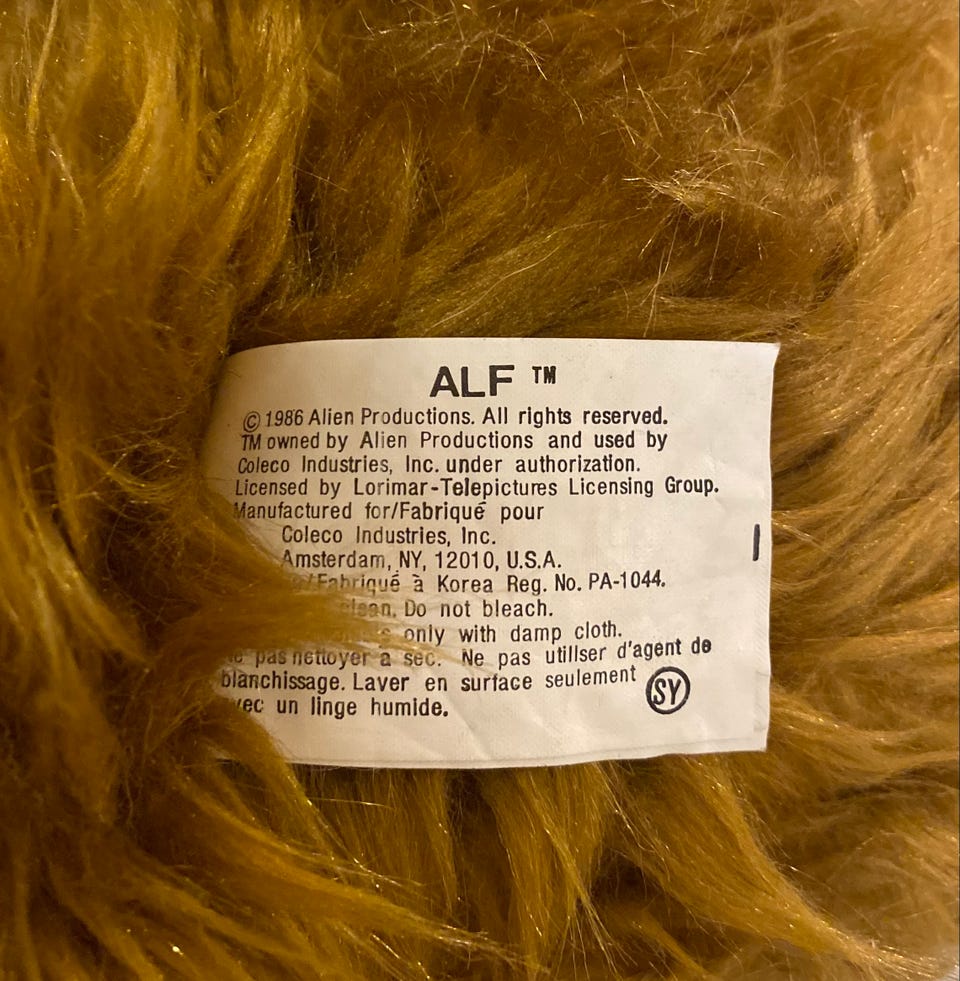 ALF ™
© 1986 Alien Productions. All rights reserved.
TM owned by Alien Productions and used by
Coleco Industries, Inc. under authorization.
Licensed by Lorimar-Telepictures Licensing Group.
Manufactured for/Fabriqué pour
Coleco Industries, Inc.
Amsterdam, NY, 12010, U.S.A.
/Fabriqué à Korea Reg. No. PA-1044.
clean. Do not bleach.
only with damp cloth.
pas nettoyer a sec. Ne pas utiliser d'agent de
blanchissage. Laver en surface seulement
un linge humide.
SY